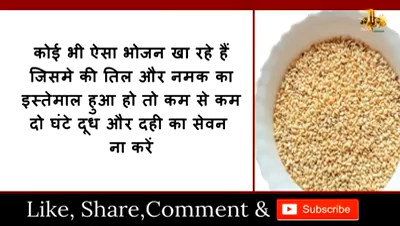 कोई भी ऐसा भोजन खा रहे हैं
जिसमे की तिल और नमक का
इस्तेमाल हुआ हो तो कम से कम
दो घंटे दूध और दही का सेवन
ना करें
Like, Share,Comment & Subscribe